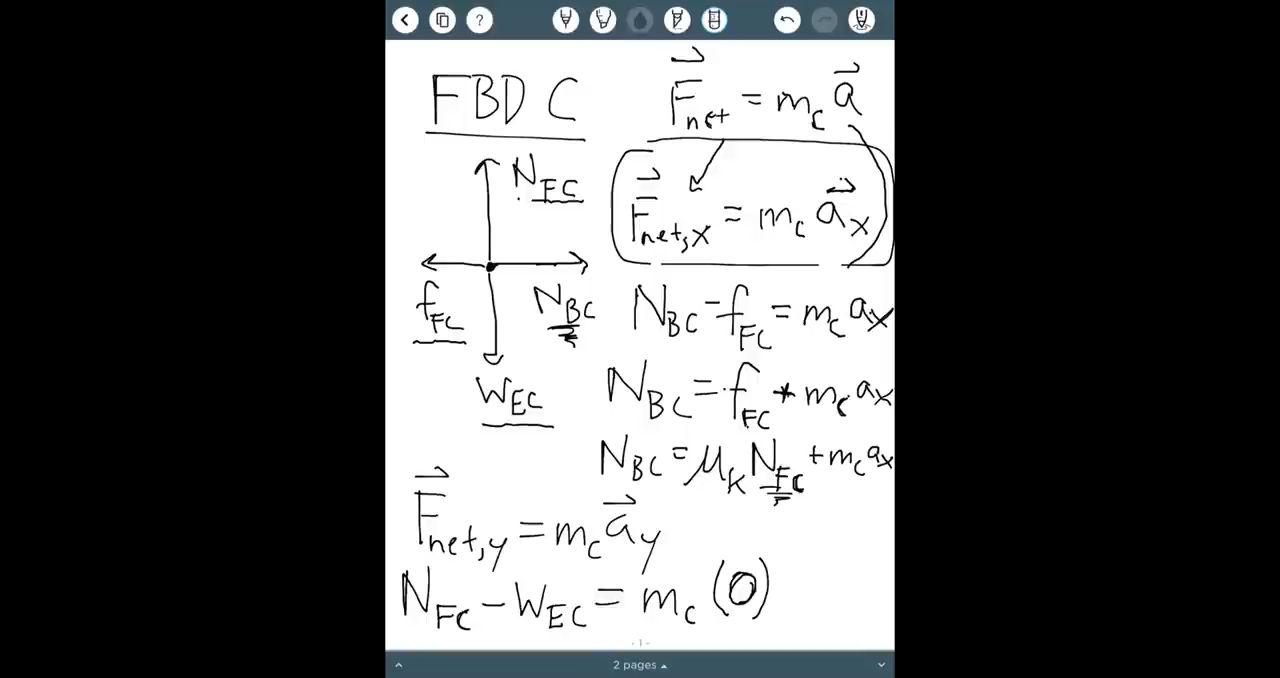 ?
FBD C
F⃗net = mc a⃗
NFC
F⃗net,x = mc a⃗x
fFC
NBC
NBC - fFC = mc ax
WEC
NBC = fFC + mc ax
NBC = μk NFC + mc ax
F⃗net,y = mc a⃗y
NFC - WEC = mc (0)
- 1 -
2 pages